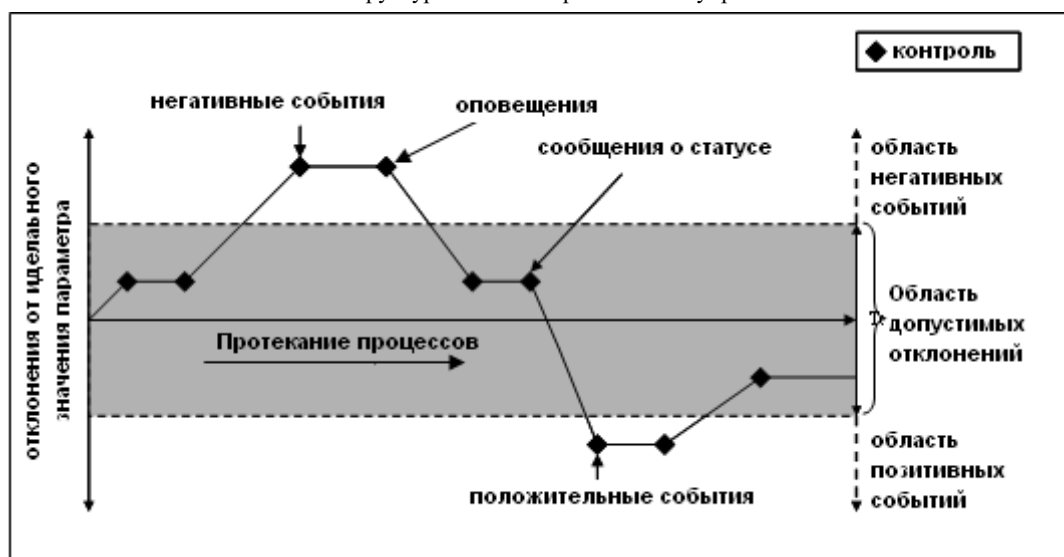 контроль
негативные события
оповещения
сообщения о статусе
область
негативных
событий
отклонения от иделаьного
значения параметра
Область
допустимых
отклонений
Протекание процессов
область
позитивных
событий
положительные события